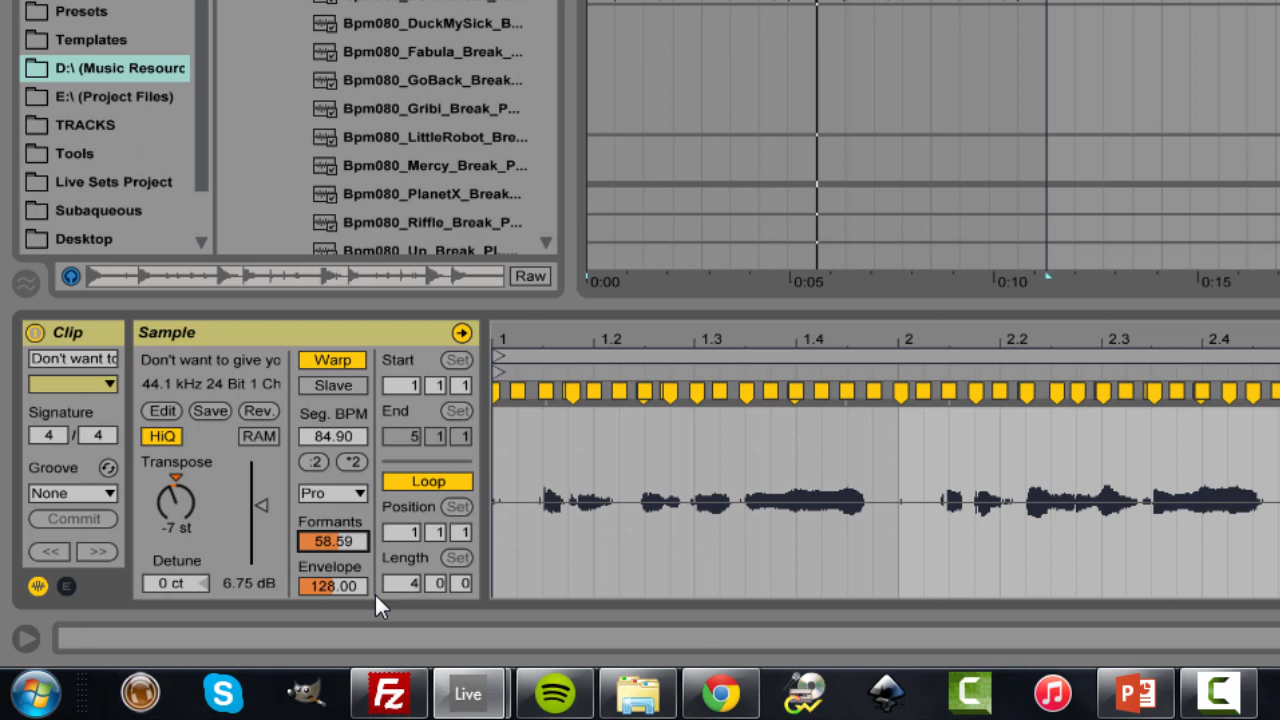 Presets
Templates
D:\ (Music Resourc
E:\ (Project Files)
TRACKS
Tools
Live Sets Project
Subaqueous
Desktop
Bpm080_DuckMySick_B...
Bpm080_Fabula_Break_...
Bpm080_GoBack_Break...
Bpm080_Gribi_Break_P...
Bpm080_LittleRobot_Bre...
Bpm080_Mercy_Break_P...
Bpm080_PlanetX_Break...
Bpm080_Riffle_Break_P...
Bpm080_Up_Break_Pl...
Raw
0:00 0:05 0:10 0:15
Clip
Don't want to
Signature
4 / 4
Groove
None
Commit
<< >>
E
Sample
Don't want to give yo
44.1 kHz 24 Bit 1 Ch
Edit Save Rev.
HiQ RAM
Transpose
-7 st
Detune
0 ct 6.75 dB
Warp
Slave
Seg. BPM
84.90
:2 *2
Pro
Formants
58.59
Envelope
128.00
Start Set
1 1 1
End Set
5 1 1
Loop
Position Set
1 1 1
Length Set
4 0 0
1 1.2 1.3 1.4 2 2.2 2.3 2.4
S Fz Live C P C